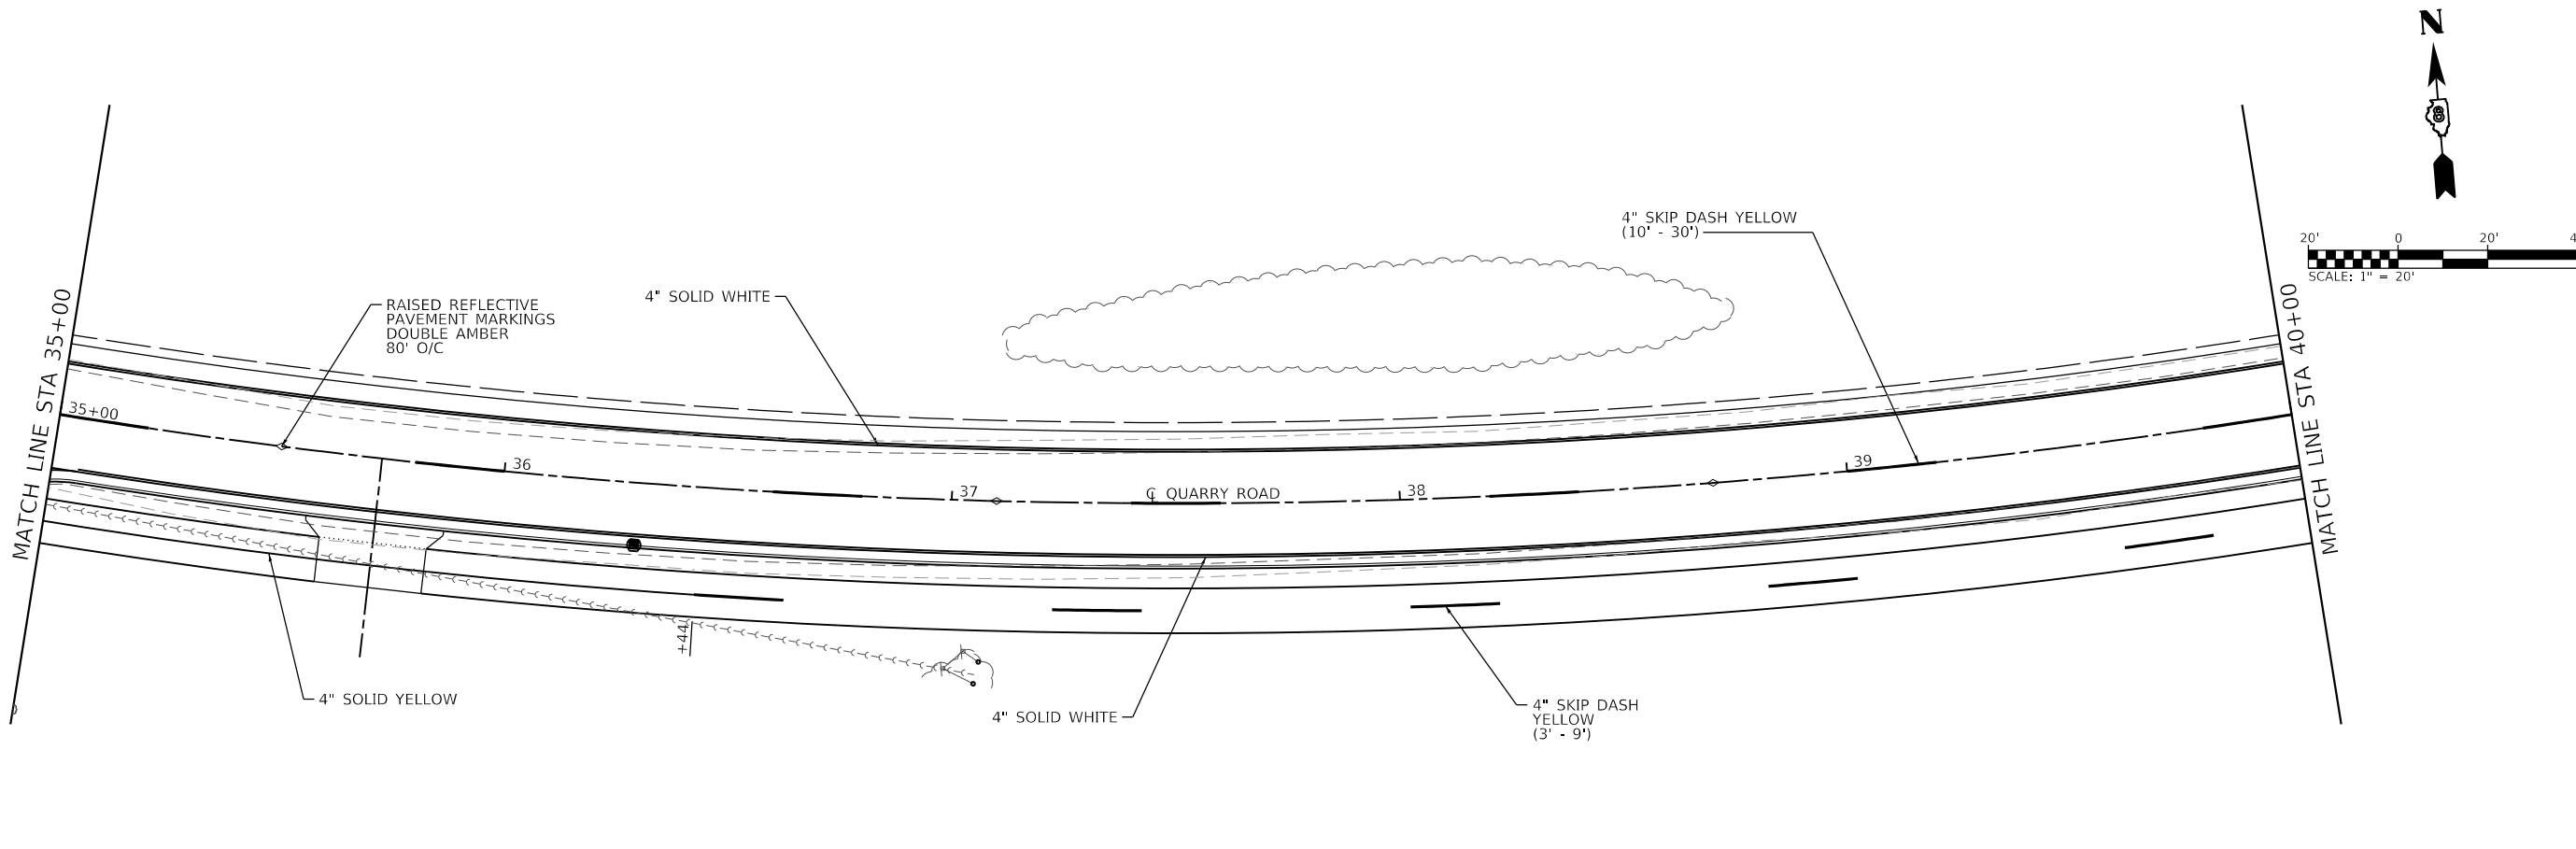 N
4" SKIP DASH YELLOW
(10' - 30')
20' 0 20' 4
SCALE: 1" = 20'
MATCH LINE STA 35+00
RAISED REFLECTIVE
PAVEMENT MARKINGS
DOUBLE AMBER
80' O/C
4" SOLID WHITE
MATCH LINE STA 40+00
35+00
36
37
℄ QUARRY ROAD
38
39
+44
4" SOLID YELLOW
4" SOLID WHITE
4" SKIP DASH
YELLOW
(3' - 9')